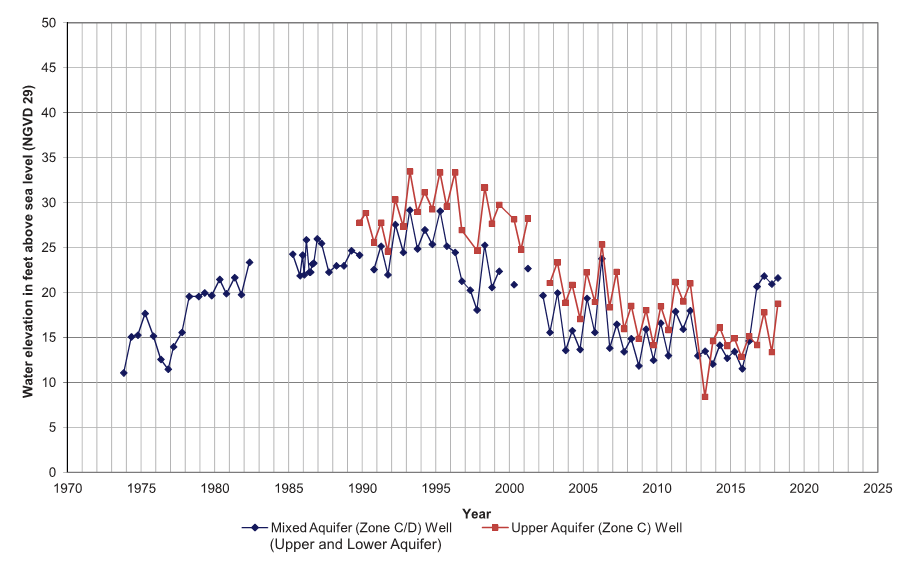 50
45
40
35
30
25
20
15
10
5
0
Water elevation in feet above sea level (NGVD 29)
1970 1975 1980 1985 1990 1995 2000 2005 2010 2015 2020 2025
Year
Mixed Aquifer (Zone C/D) Well Upper Aquifer (Zone C) Well
(Upper and Lower Aquifer)